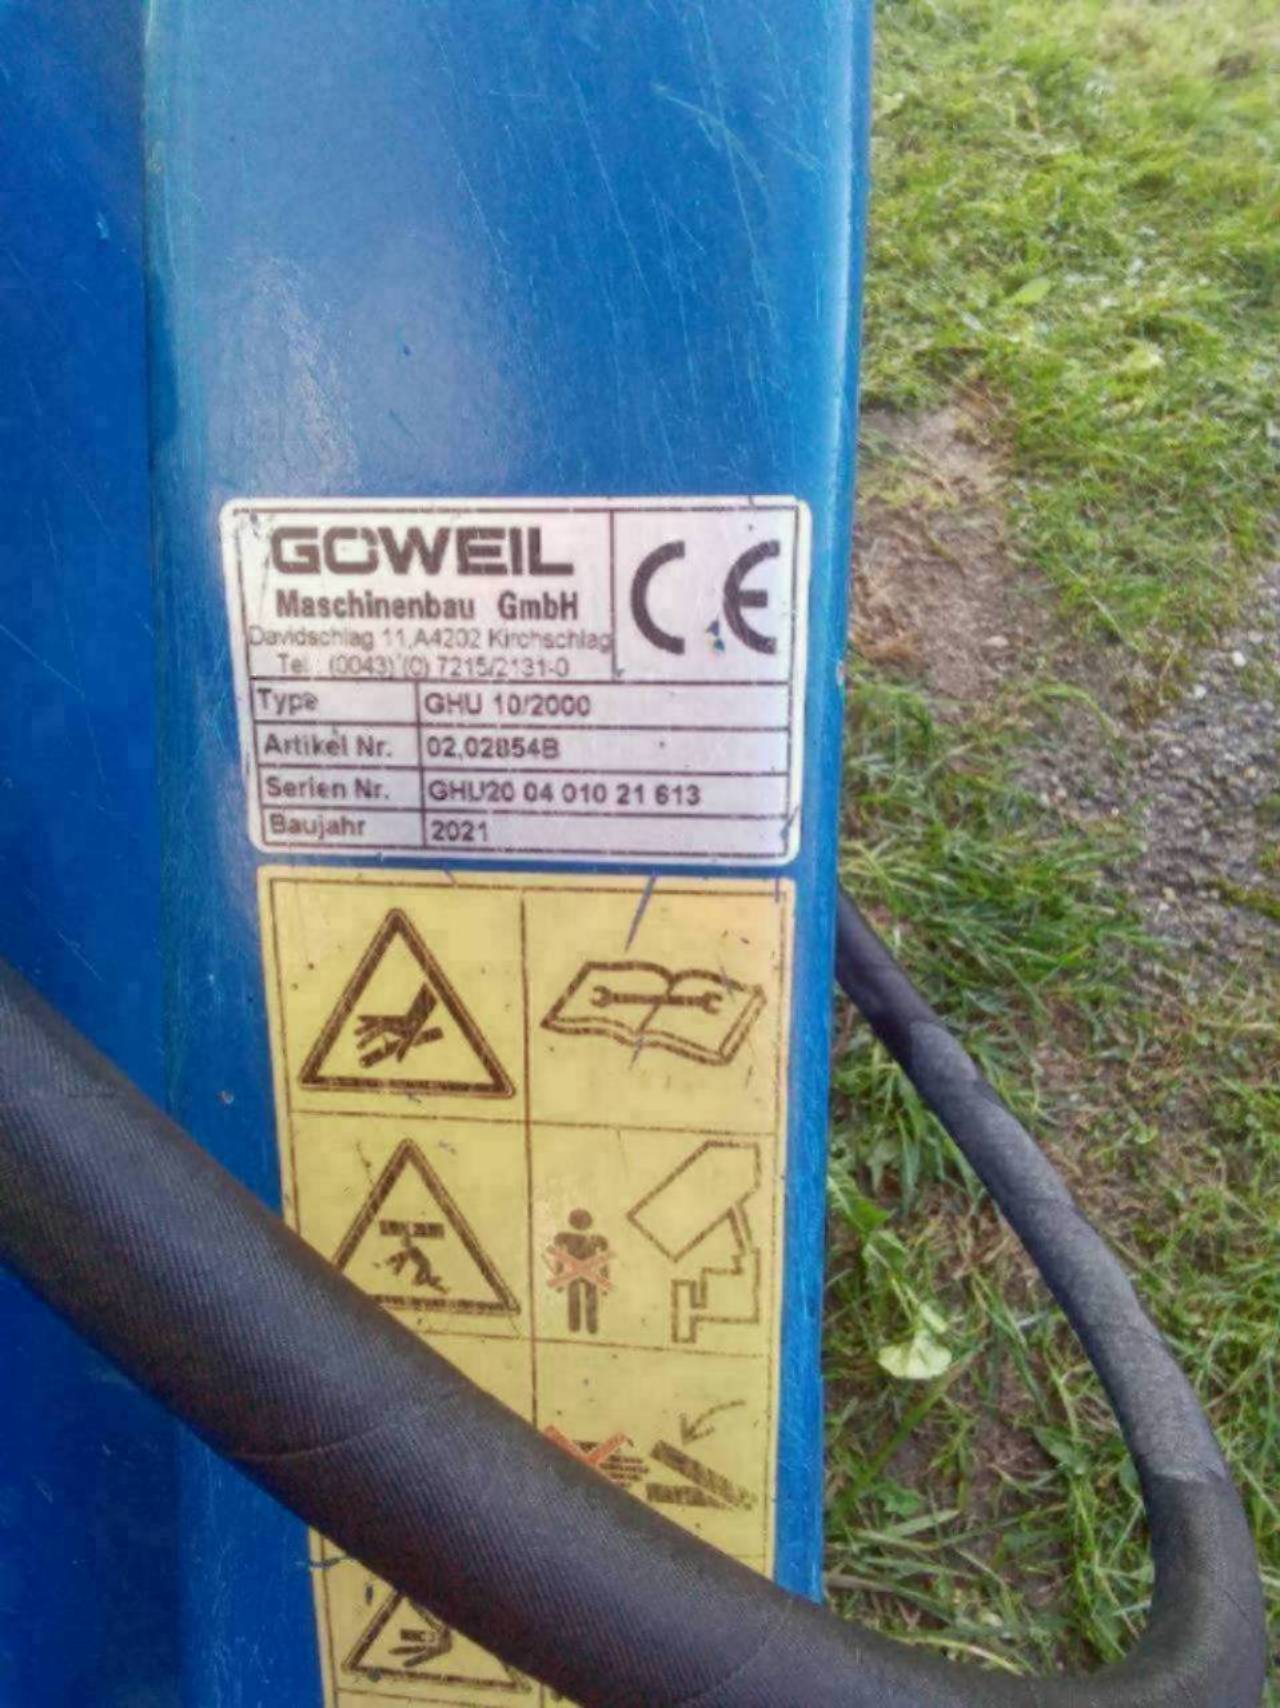 GÖWEIL
Maschinenbau GmbH
Davidschlag 11,A4202 Kirchschlag
Tel.: (0043) (0) 7215/2131-0
CE
Type GHU 10/2000
Artikel Nr. 02.02854B
Serien Nr. GHU20 04 010 21 613
Baujahr 2021